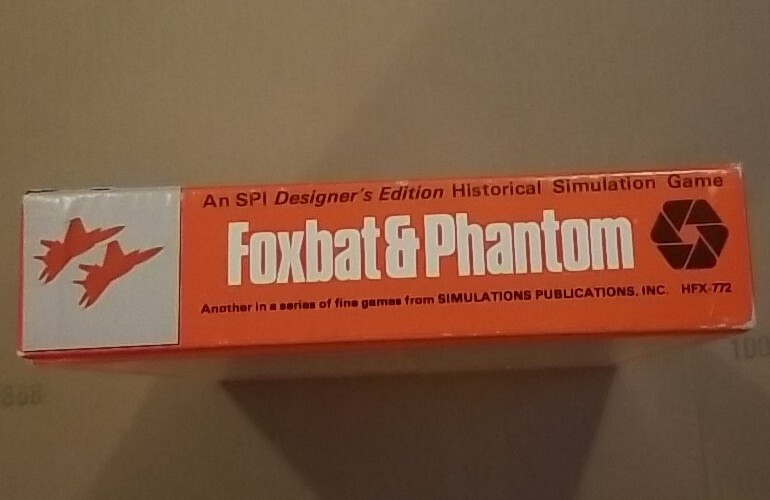 An SPI Designer's Edition Historical Simulation Game
Foxbat & Phantom
Another in a series of fine games from SIMULATIONS PUBLICATIONS, INC. HFX-772
100